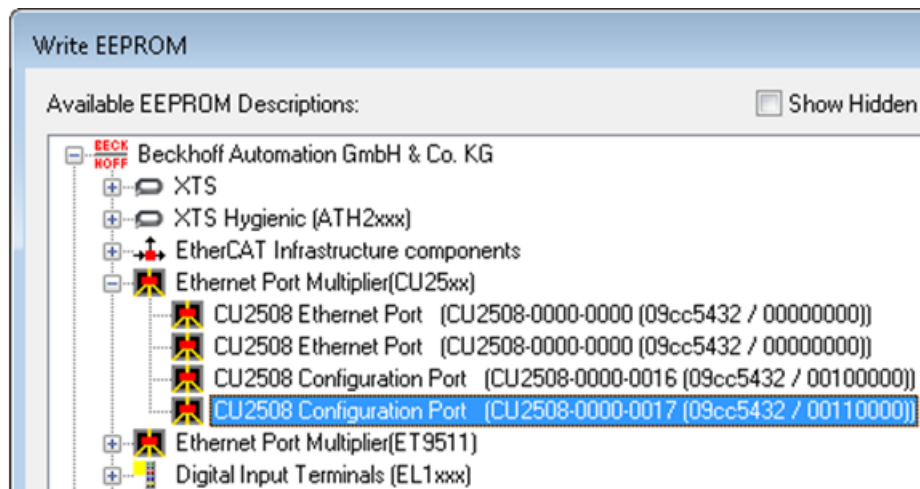 Write EEPROM
Available EEPROM Descriptions:
Show Hidden
BECK
HOFF
Beckhoff Automation GmbH & Co. KG
XTS
XTS Hygienic (ATH2xxx)
EtherCAT Infrastructure components
Ethernet Port Multiplier(CU25xx)
CU2508 Ethernet Port (CU2508-0000-0000 (09cc5432 / 00000000))
CU2508 Ethernet Port (CU2508-0000-0000 (09cc5432 / 00000000))
CU2508 Configuration Port (CU2508-0000-0016 (09cc5432 / 00100000))
CU2508 Configuration Port (CU2508-0000-0017 (09cc5432 / 00110000))
Ethernet Port Multiplier(ET9511)
Digital Input Terminals (EL1xxx)